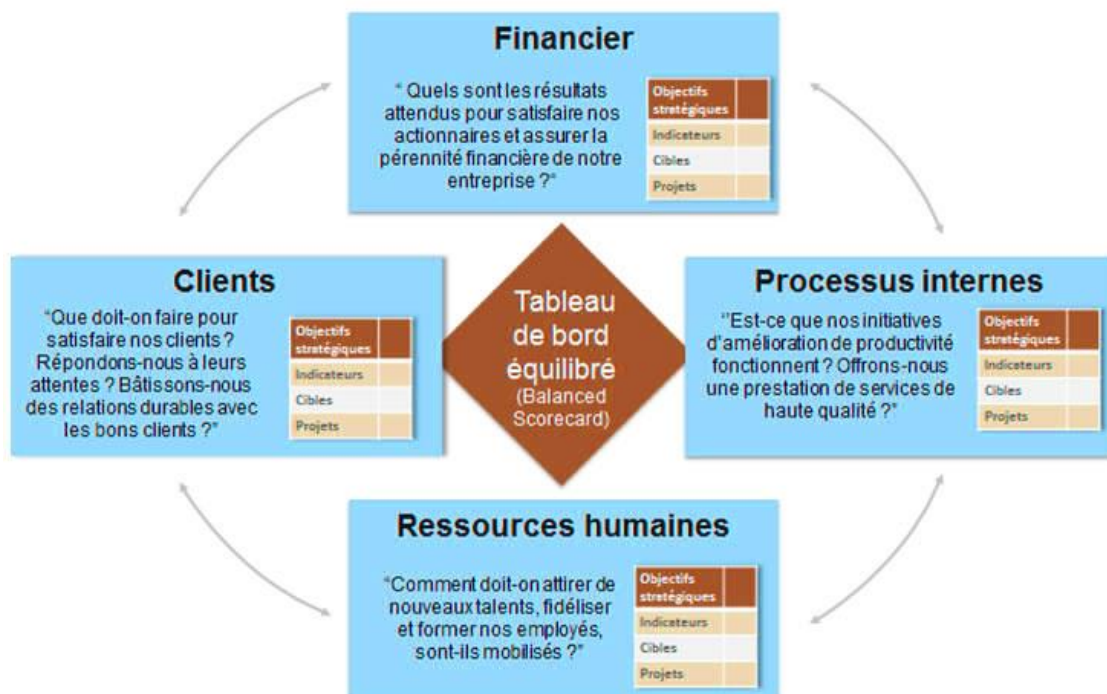 Financier
“ Quels sont les résultats
attendus pour satisfaire nos
actionnaires et assurer la
pérennité financière de notre
entreprise ?“
Objectifs
stratégiques
Indicateurs
Cibles
Projets
Clients
“Que doit-on faire pour
satisfaire nos clients ?
Répondons-nous à leurs
attentes ? Bâtissons-nous
des relations durables avec
les bons clients ?”
Objectifs
stratégiques
Indicateurs
Cibles
Projets
Tableau
de bord
équilibré
(Balanced
Scorecard)
Processus internes
‘’Est-ce que nos initiatives
d’amélioration de productivité
fonctionnent ? Offrons-nous
une prestation de services de
haute qualité ?”
Objectifs
stratégiques
Indicateurs
Cibles
Projets
Ressources humaines
“Comment doit-on attirer de
nouveaux talents, fidéliser
et former nos employés,
sont-ils mobilisés ?”
Objectifs
stratégiques
Indicateurs
Cibles
Projets